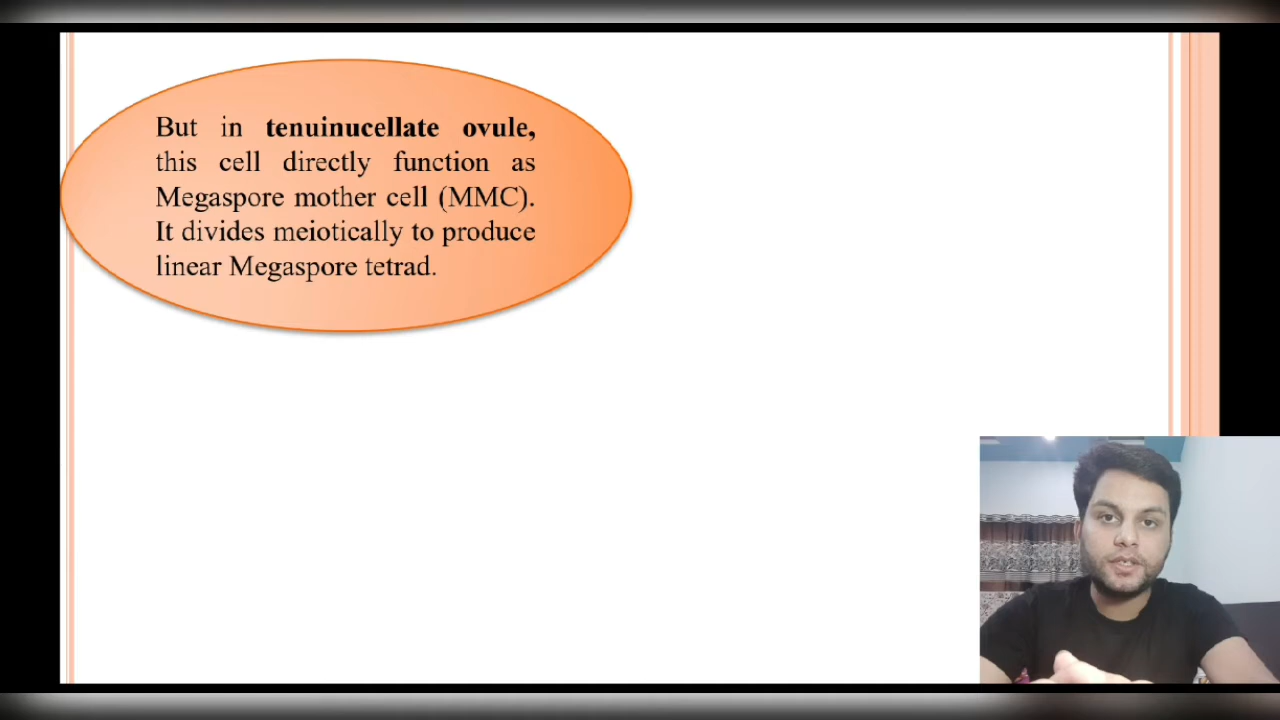 But in tenuinucellate ovule,
this cell directly function as
Megaspore mother cell (MMC).
It divides meiotically to produce
linear Megaspore tetrad.